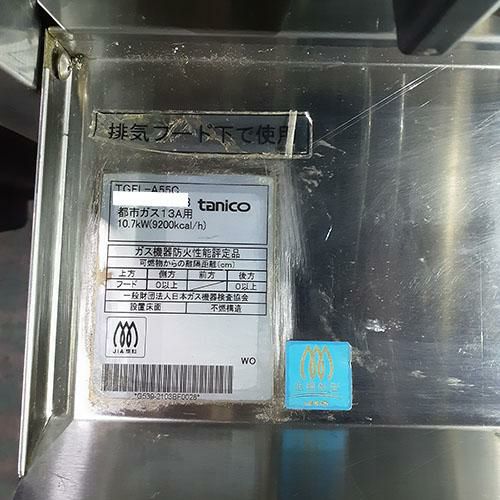 排気フード下で使用
TGFL-A55C
tanico
都市ガス13A用
10.7kW(9200kcal/h)
ガス機器防火性能評定品
可燃物からの離隔距離(cm)
上方 側方 前方 後方
フード 0以上 0以上
一般財団法人日本ガス機器検査協会
設置床面 不燃構造
WO
*G539-2103BF0028*